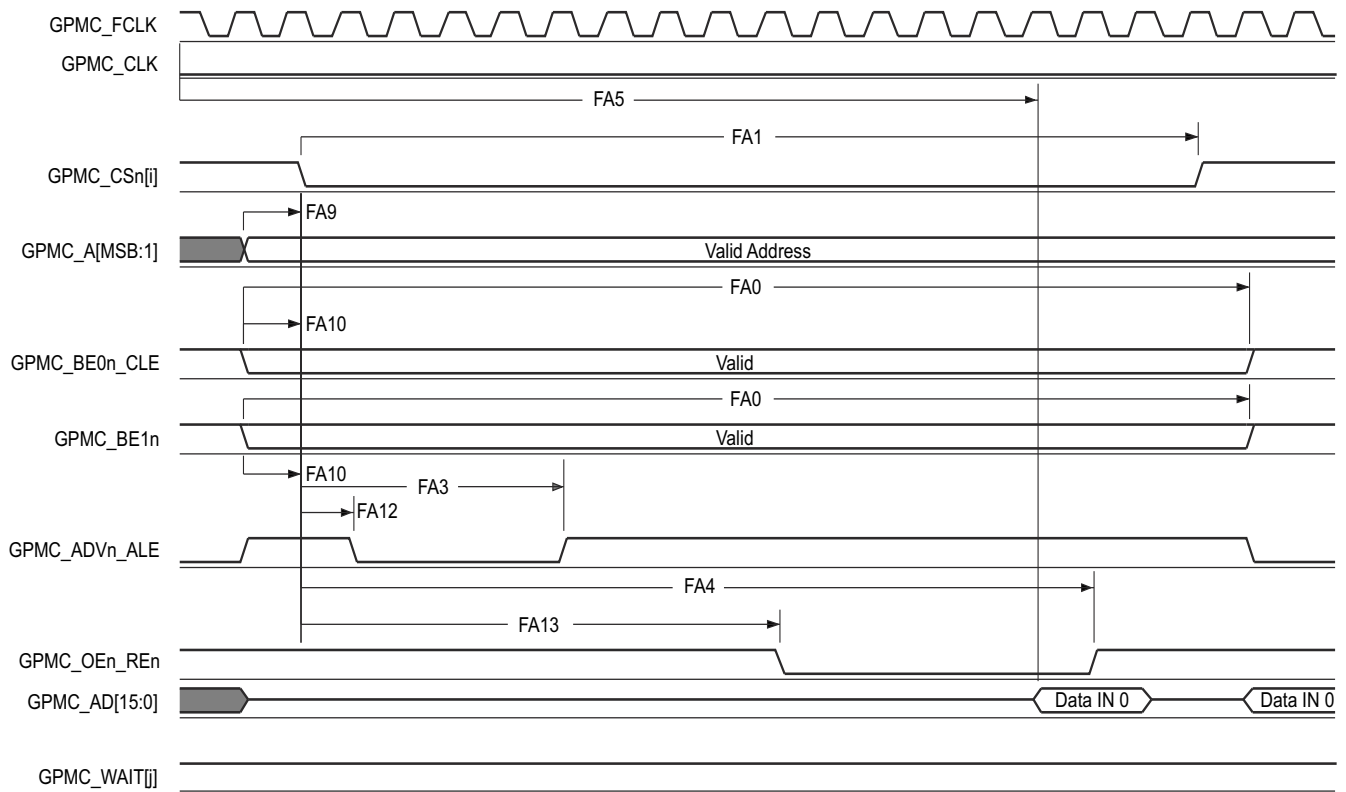 GPMC_FCLK
GPMC_CLK
FA5
FA1
GPMC_CSn[i]
FA9
GPMC_A[MSB:1]
Valid Address
FA0
FA10
GPMC_BE0n_CLE
Valid
FA0
GPMC_BE1n
Valid
FA10
FA3
FA12
GPMC_ADVn_ALE
FA4
FA13
GPMC_OEn_REn
GPMC_AD[15:0]
Data IN 0
Data IN 0
GPMC_WAIT[j]